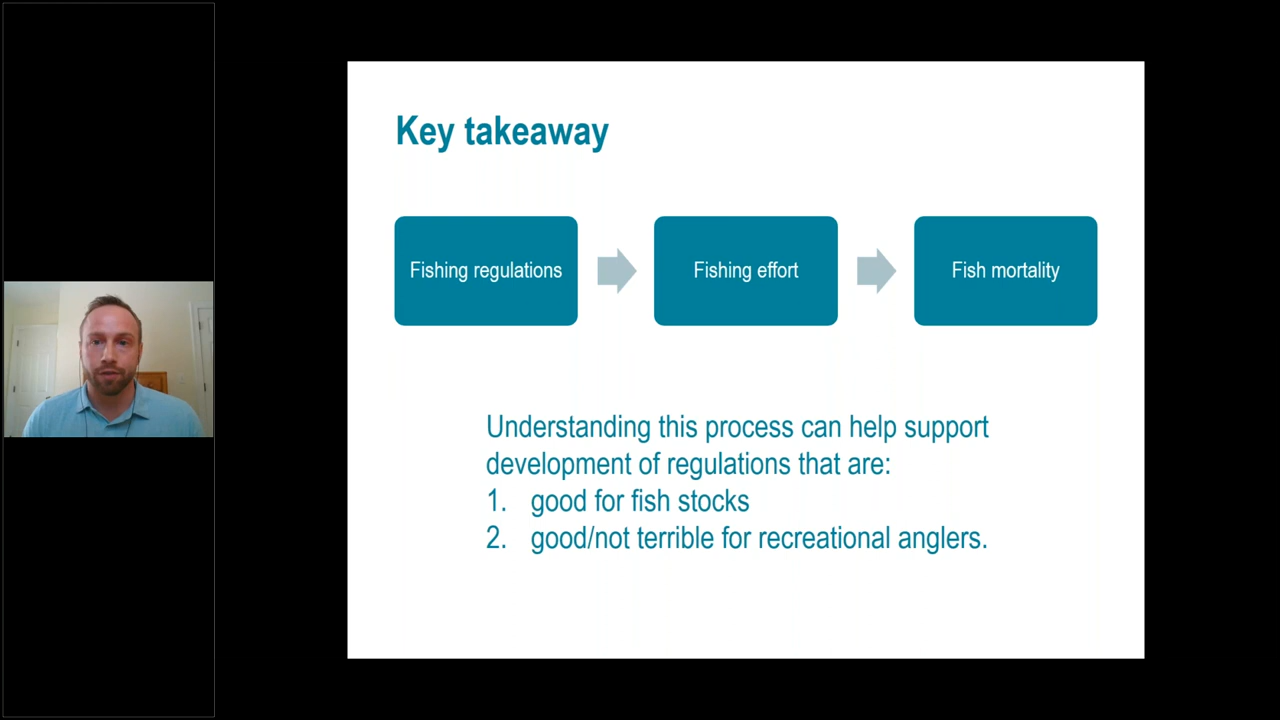 Key takeaway
Fishing regulations
Fishing effort
Fish mortality
Understanding this process can help support
development of regulations that are:
1. good for fish stocks
2. good/not terrible for recreational anglers.